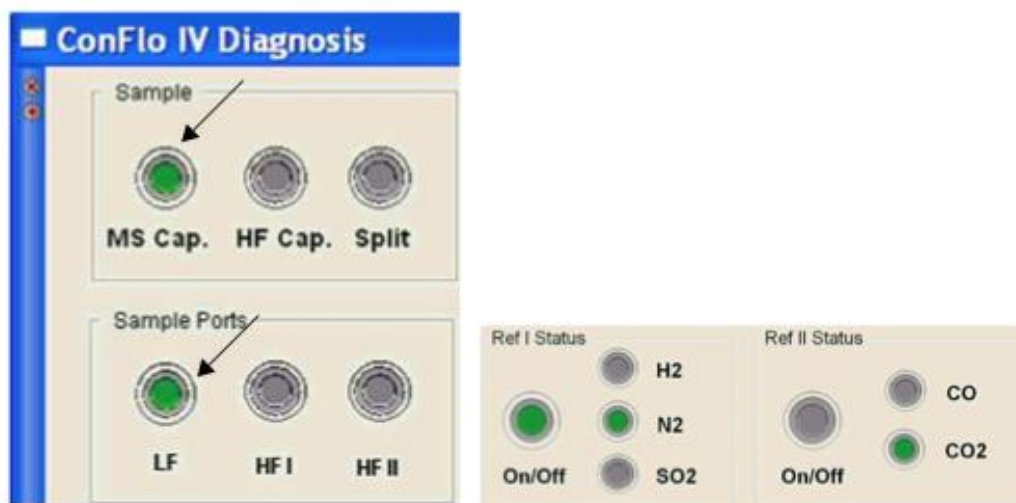 ConFlo IV Diagnosis
Sample
MS Cap. HF Cap. Split
Sample Ports
LF HF I HF II
Ref I Status
H2
N2
On/Off SO2
Ref II Status
CO
CO2
On/Off